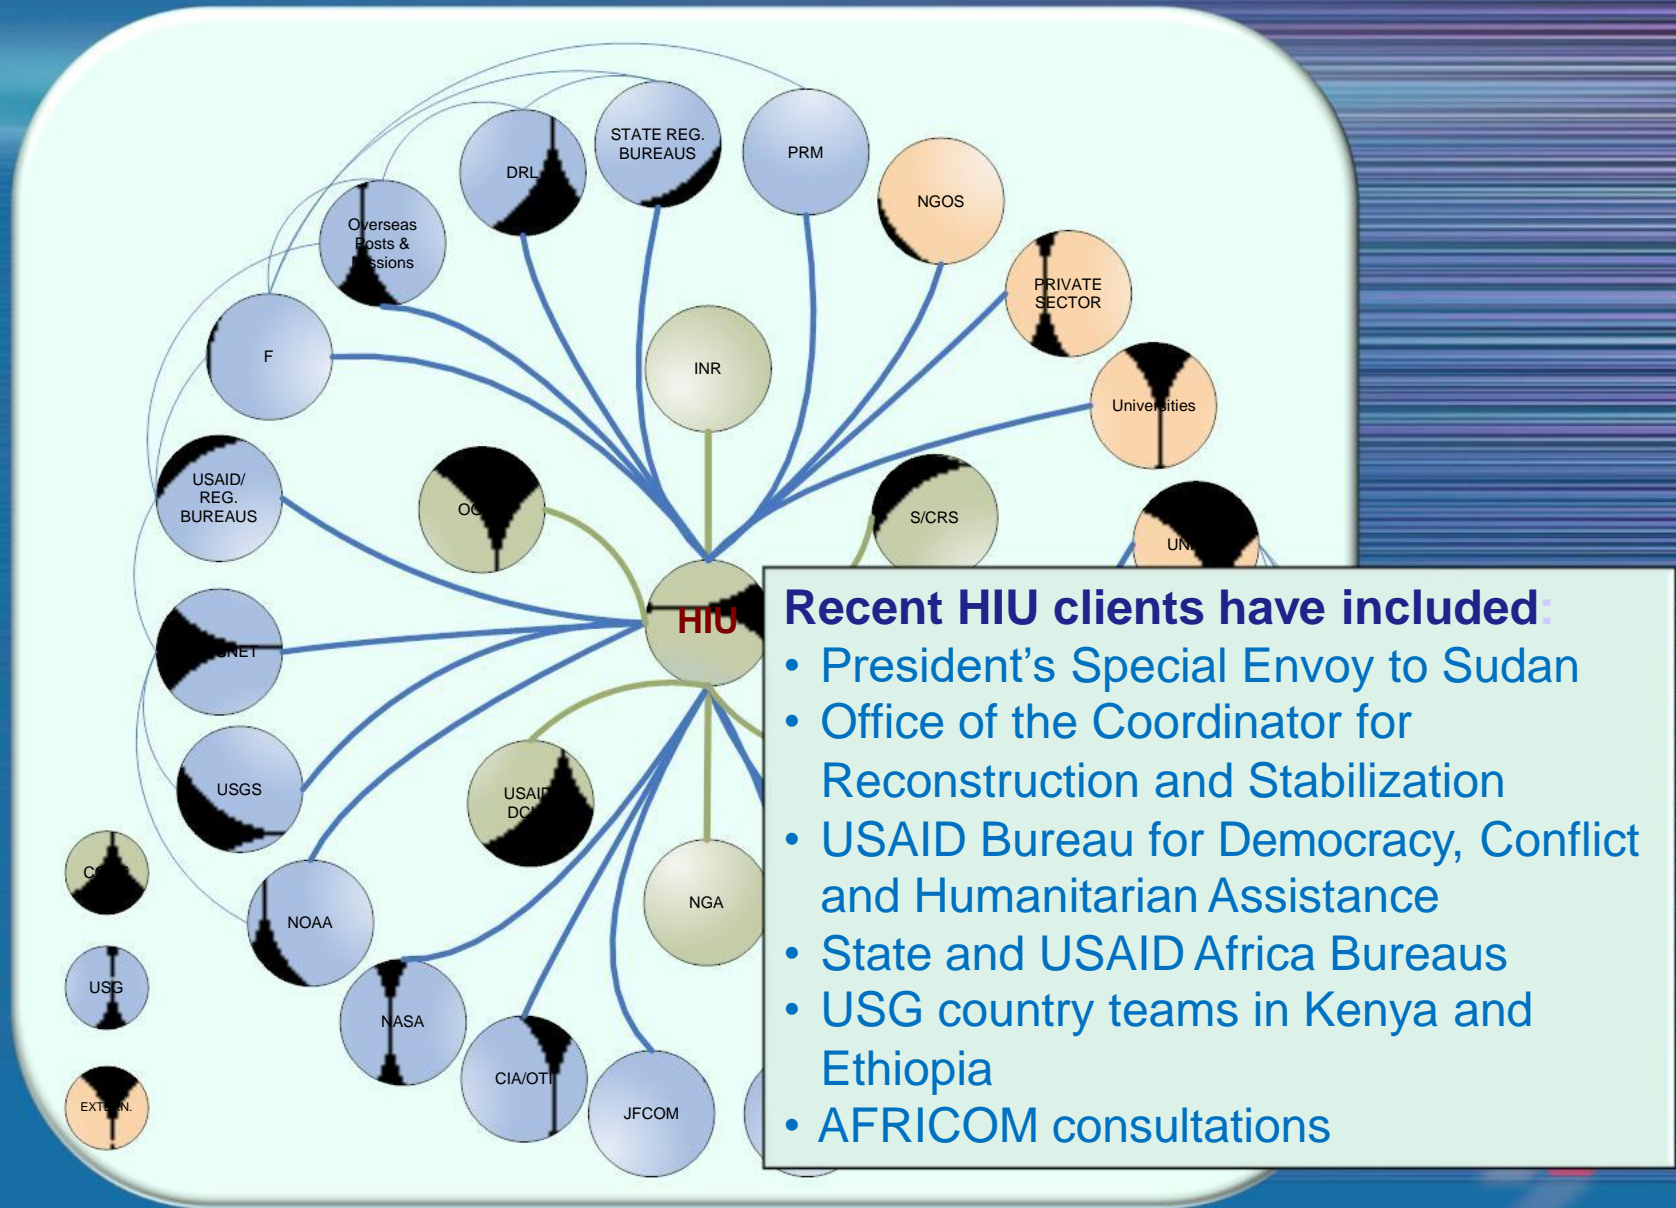 STATE REG.
BUREAUS
PRM
DRL
NGOS
Overseas
Posts &
PRIVATE
SECTOR
F
INR
Universities
USAID/
REG.
BUREAUS
S/CRS
HIU
USGS
NOAA
NGA
USG
NASA
CIA/OTI
JFCOM
Recent HIU clients have included:
• President’s Special Envoy to Sudan
• Office of the Coordinator for
Reconstruction and Stabilization
• USAID Bureau for Democracy, Conflict
and Humanitarian Assistance
• State and USAID Africa Bureaus
• USG country teams in Kenya and
Ethiopia
• AFRICOM consultations